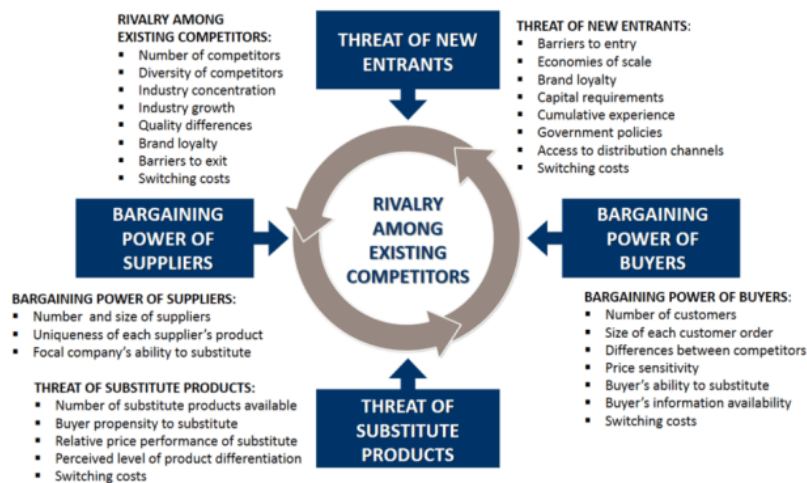 RIVALRY AMONG
EXISTING COMPETITORS:
▪ Number of competitors
▪ Diversity of competitors
▪ Industry concentration
▪ Industry growth
▪ Quality differences
▪ Brand loyalty
▪ Barriers to exit
▪ Switching costs
THREAT OF NEW
ENTRANTS
THREAT OF NEW ENTRANTS:
▪ Barriers to entry
▪ Economies of scale
▪ Brand loyalty
▪ Capital requirements
▪ Cumulative experience
▪ Government policies
▪ Access to distribution channels
▪ Switching costs
BARGAINING
POWER OF
SUPPLIERS
RIVALRY
AMONG
EXISTING
COMPETITORS
BARGAINING
POWER OF
BUYERS
BARGAINING POWER OF SUPPLIERS:
▪ Number and size of suppliers
▪ Uniqueness of each supplier's product
▪ Focal company's ability to substitute
BARGAINING POWER OF BUYERS:
▪ Number of customers
▪ Size of each customer order
▪ Differences between competitors
▪ Price sensitivity
▪ Buyer's ability to substitute
▪ Buyer's information availability
▪ Switching costs
THREAT OF SUBSTITUTE PRODUCTS:
▪ Number of substitute products available
▪ Buyer propensity to substitute
▪ Relative price performance of substitute
▪ Perceived level of product differentiation
▪ Switching costs
THREAT OF
SUBSTITUTE
PRODUCTS